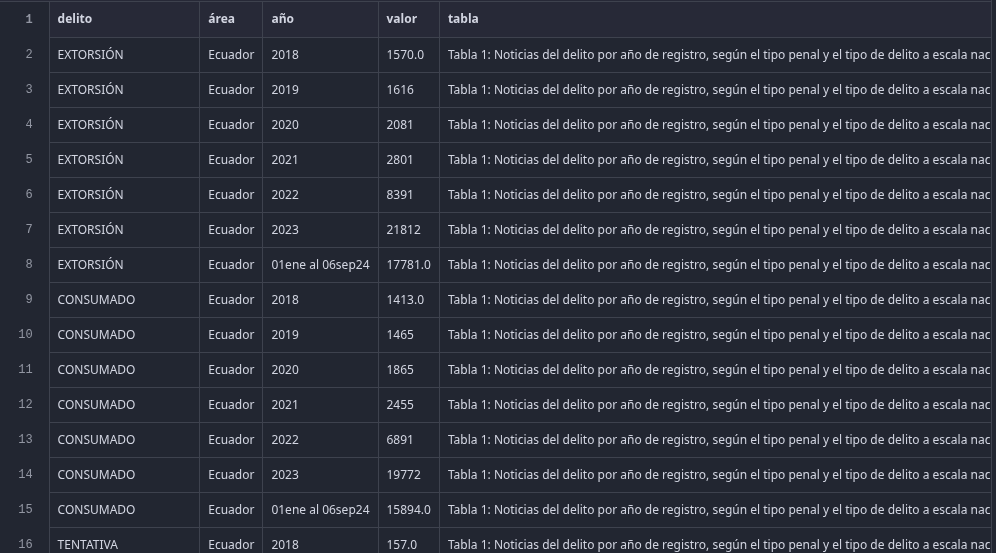 1 delito área año valor tabla
2 EXTORSIÓN Ecuador 2018 1570.0 Tabla 1: Noticias del delito por año de registro, según el tipo penal y el tipo de delito a escala nac
3 EXTORSIÓN Ecuador 2019 1616 Tabla 1: Noticias del delito por año de registro, según el tipo penal y el tipo de delito a escala nac
4 EXTORSIÓN Ecuador 2020 2081 Tabla 1: Noticias del delito por año de registro, según el tipo penal y el tipo de delito a escala nac
5 EXTORSIÓN Ecuador 2021 2801 Tabla 1: Noticias del delito por año de registro, según el tipo penal y el tipo de delito a escala nac
6 EXTORSIÓN Ecuador 2022 8391 Tabla 1: Noticias del delito por año de registro, según el tipo penal y el tipo de delito a escala nac
7 EXTORSIÓN Ecuador 2023 21812 Tabla 1: Noticias del delito por año de registro, según el tipo penal y el tipo de delito a escala nac
8 EXTORSIÓN Ecuador 01ene al 06sep24 17781.0 Tabla 1: Noticias del delito por año de registro, según el tipo penal y el tipo de delito a escala nac
9 CONSUMADO Ecuador 2018 1413.0 Tabla 1: Noticias del delito por año de registro, según el tipo penal y el tipo de delito a escala nac
10 CONSUMADO Ecuador 2019 1465 Tabla 1: Noticias del delito por año de registro, según el tipo penal y el tipo de delito a escala nac
11 CONSUMADO Ecuador 2020 1865 Tabla 1: Noticias del delito por año de registro, según el tipo penal y el tipo de delito a escala nac
12 CONSUMADO Ecuador 2021 2455 Tabla 1: Noticias del delito por año de registro, según el tipo penal y el tipo de delito a escala nac
13 CONSUMADO Ecuador 2022 6891 Tabla 1: Noticias del delito por año de registro, según el tipo penal y el tipo de delito a escala nac
14 CONSUMADO Ecuador 2023 19772 Tabla 1: Noticias del delito por año de registro, según el tipo penal y el tipo de delito a escala nac
15 CONSUMADO Ecuador 01ene al 06sep24 15894.0 Tabla 1: Noticias del delito por año de registro, según el tipo penal y el tipo de delito a escala nac
16 TENTATIVA Ecuador 2018 157.0 Tabla 1: Noticias del delito por año de registro, según el tipo penal y el tipo de delito a escala nac